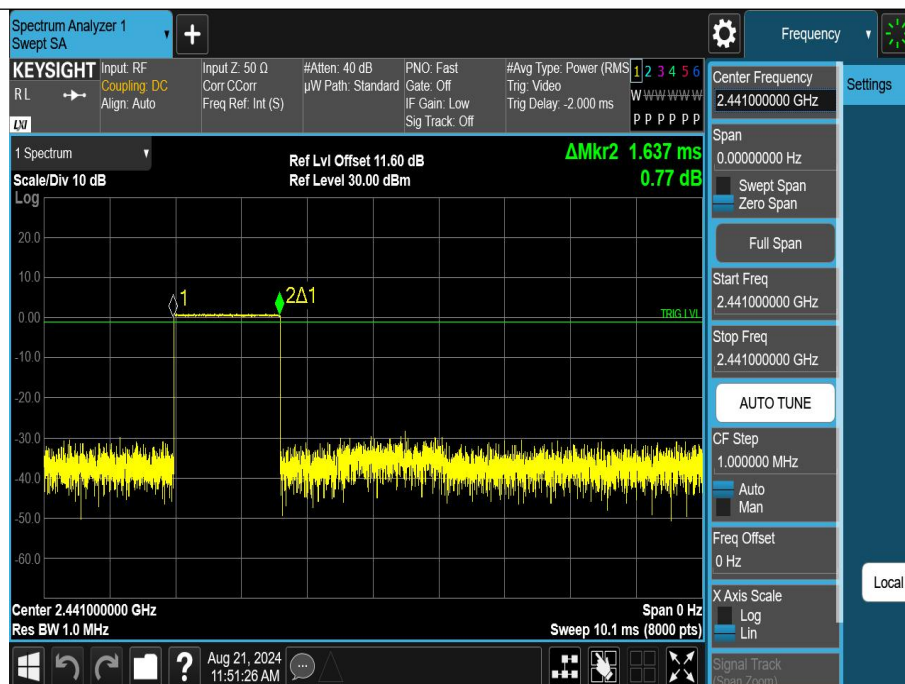 Spectrum Analyzer 1
Swept SA
Frequency
KEYSIGHT
R L
LXI
Input: RF
Coupling: DC
Align: Auto
Input Z: 50 Ω
Corr CCorr
Freq Ref: Int (S)
#Atten: 40 dB
µW Path: Standard
PNO: Fast
Gate: Off
IF Gain: Low
Sig Track: Off
#Avg Type: Power (RMS
Trig: Video
Trig Delay: -2.000 ms
1 2 3 4 5 6
W W W W W W
P P P P P P
1 Spectrum
Scale/Div 10 dB
Log
Ref Lvl Offset 11.60 dB
Ref Level 30.00 dBm
ΔMkr2 1.637 ms
0.77 dB
20.0
10.0
0.00
-10.0
-20.0
-30.0
-40.0
-50.0
-60.0
1
2Δ1
TRIG LVL
Center 2.441000000 GHz
Res BW 1.0 MHz
Span 0 Hz
Sweep 10.1 ms (8000 pts)
Aug 21, 2024
11:51:26 AM
Center Frequency
2.441000000 GHz
Span
0.00000000 Hz
Swept Span
Zero Span
Full Span
Start Freq
2.441000000 GHz
Stop Freq
2.441000000 GHz
AUTO TUNE
CF Step
1.000000 MHz
Auto
Man
Freq Offset
0 Hz
X Axis Scale
Log
Lin
Signal Track
(Span Zoom)
Settings
Local